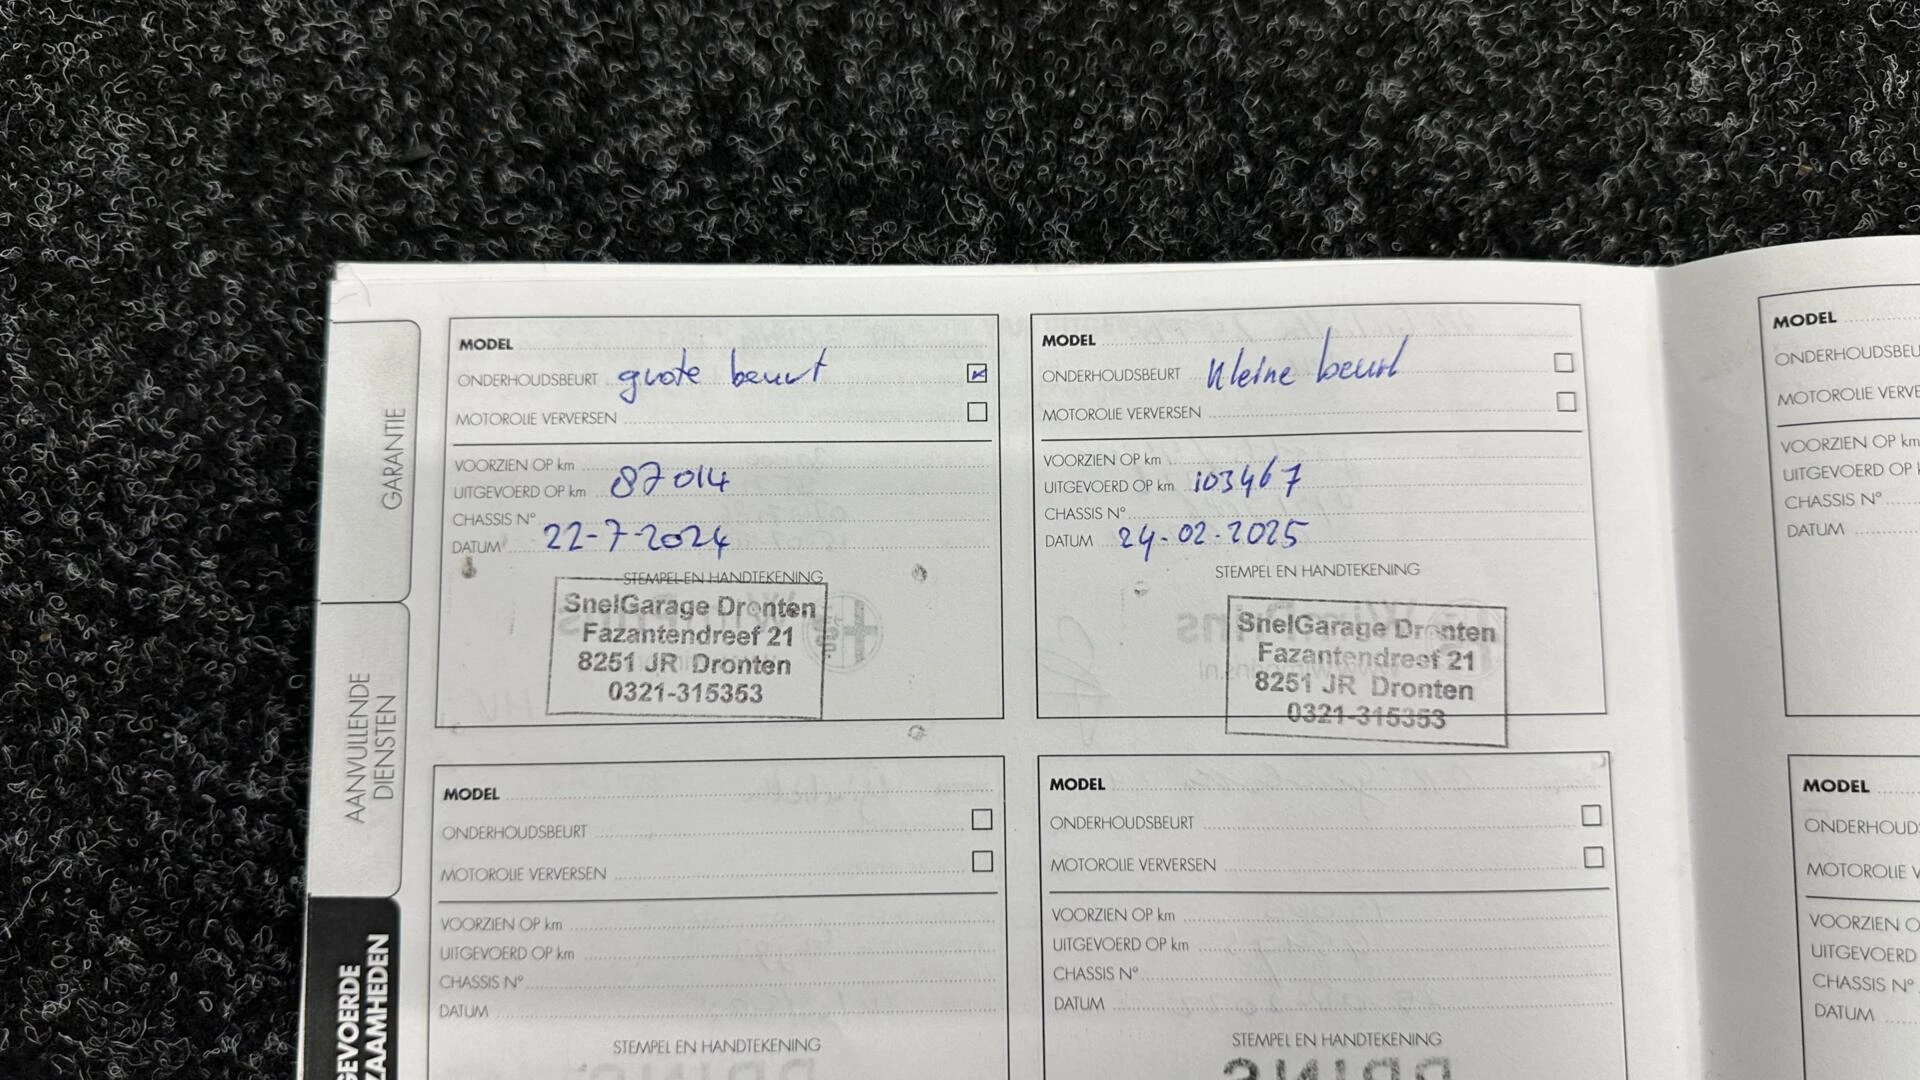 GARANTIE
AANVULLENDE
DIENSTEN
GEVOERDE
ZAAMHEDEN
MODEL
ONDERHOUDSBEURT grote beurt
MOTOROLIE VERVERSEN
VOORZIEN OP km
UITGEVOERD OP km 87014
CHASSIS N°
DATUM 22-7-2024
STEMPEL EN HANDTEKENING
SnelGarage Dronten
Fazantendreef 21
8251 JR Dronten
0321-315353
MODEL
ONDERHOUDSBEURT Kleine beurt
MOTOROLIE VERVERSEN
VOORZIEN OP km
UITGEVOERD OP km 103467
CHASSIS N°
DATUM 24-02-2025
STEMPEL EN HANDTEKENING
SnelGarage Dronten
Fazantendreef 21
8251 JR Dronten
0321-315353
MODEL
ONDERHOUDSBEU
MOTOROLIE VERVE
VOORZIEN OP km
UITGEVOERD OP
CHASSIS N°
DATUM
MODEL
ONDERHOUDSBEURT
MOTOROLIE VERVERSEN
VOORZIEN OP km
UITGEVOERD OP km
CHASSIS N°
DATUM
STEMPEL EN HANDTEKENING
MODEL
ONDERHOUDSBEURT
MOTOROLIE VERVERSEN
VOORZIEN OP km
UITGEVOERD OP km
CHASSIS N°
DATUM
STEMPEL EN HANDTEKENING
MODEL
ONDERHOUD
MOTOROLIE V
VOORZIEN O
UITGEVOERD
CHASSIS N°
DATUM